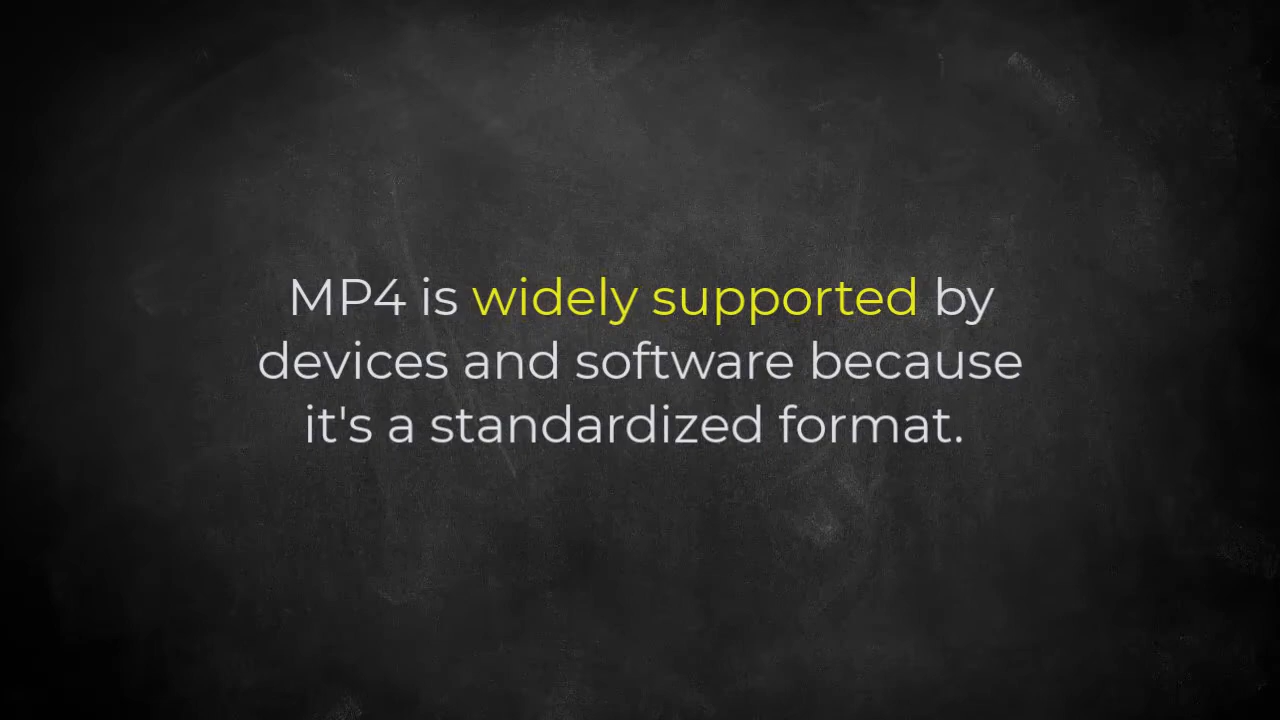 MP4 is widely supported by
devices and software because
it's a standardized format.